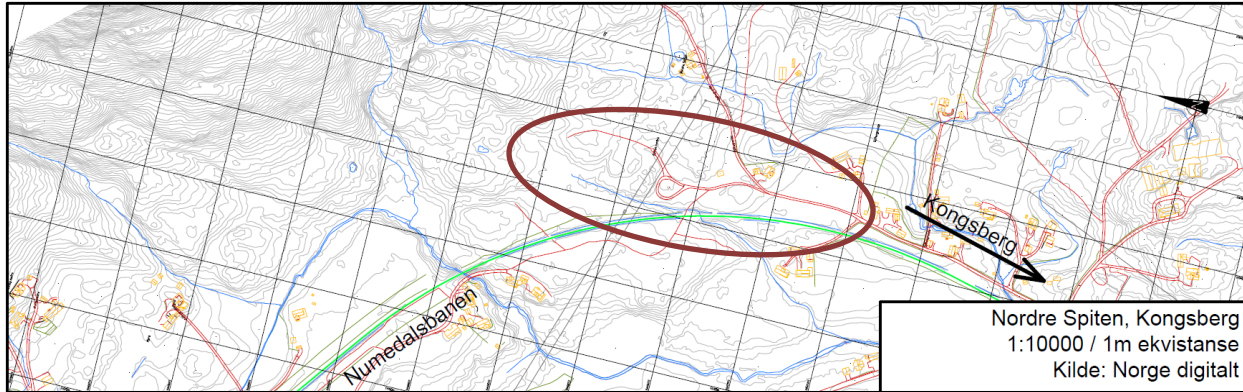 Numedalsbanen
Kongsberg
Nordre Spiten, Kongsberg
1:10000 / 1m ekvistanse
Kilde: Norge digitalt